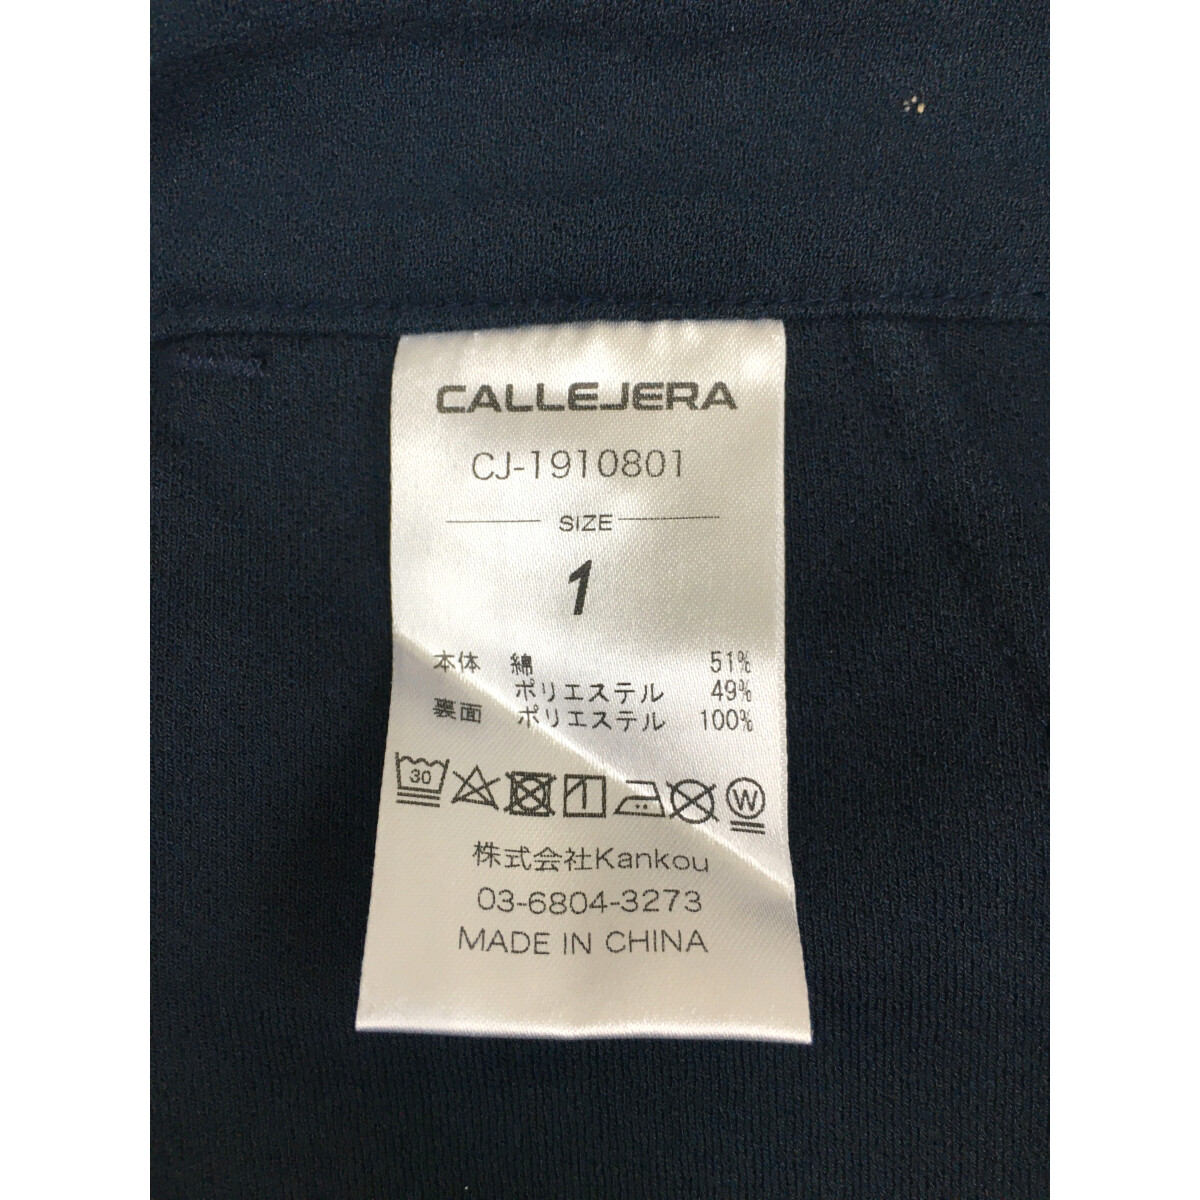 CALLEJERA
CJ-1910801
SIZE
1
本体 綿 51%
ポリエステル 49%
裏面 ポリエステル 100%
30 1 W
株式会社Kankou
03-6804-3273
MADE IN CHINA